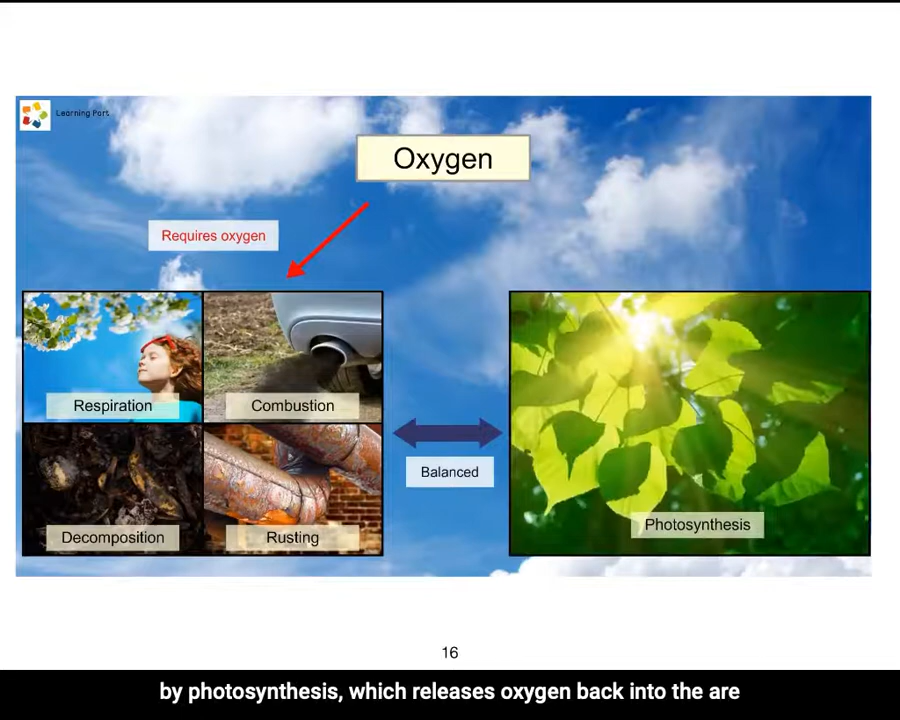 Learning Port
Oxygen
Requires oxygen
Respiration
Combustion
Decomposition
Rusting
Balanced
Photosynthesis
16
by photosynthesis, which releases oxygen back into the are